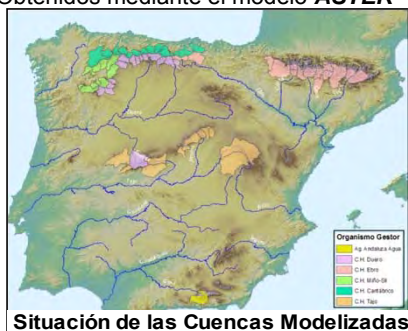 Obtenidos mediante el modelo ASTER
Tajo
Organismo Gestor
Ag. Andaluza Agua
C.H. Duero
C.H. Ebro
C.H. Miño-Sil
C.H. Cantábrico
C.H. Tajo
Situación de las Cuencas Modelizadas